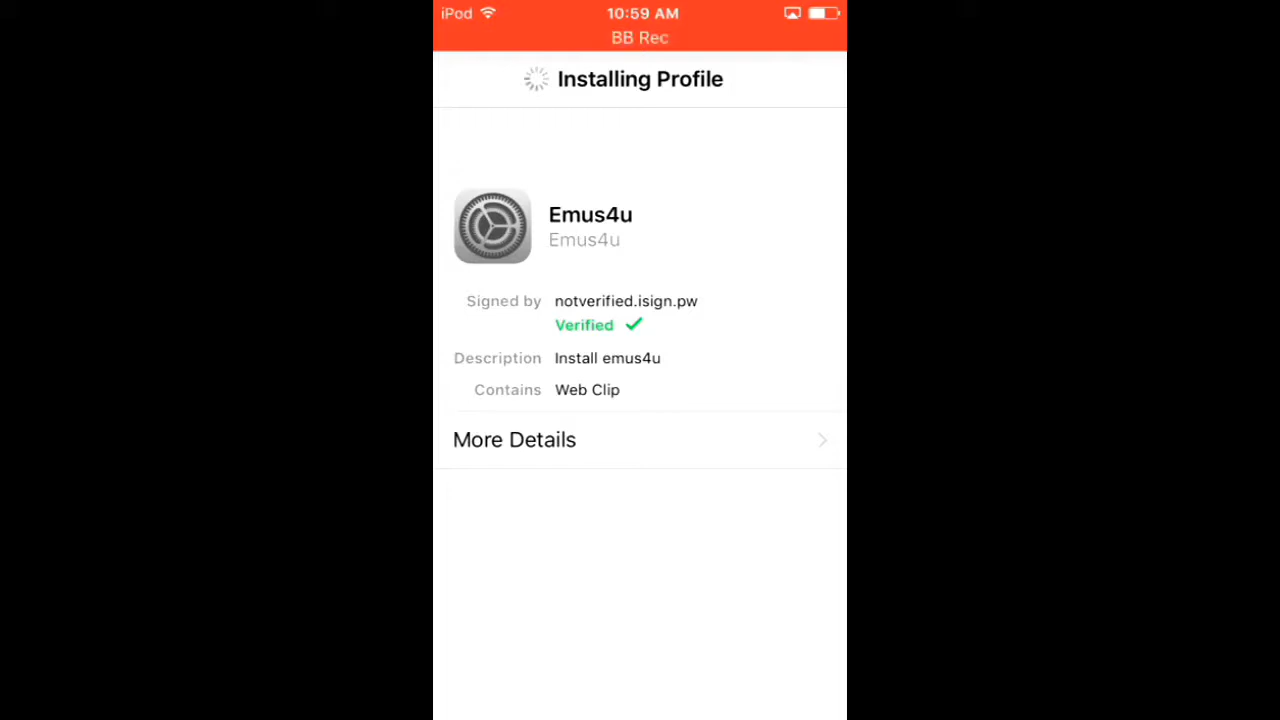 iPod 10:59 AM
BB Rec
Installing Profile
Emus4u
Emus4u
Signed by notverified.isign.pw
Verified
Description Install emus4u
Contains Web Clip
More Details